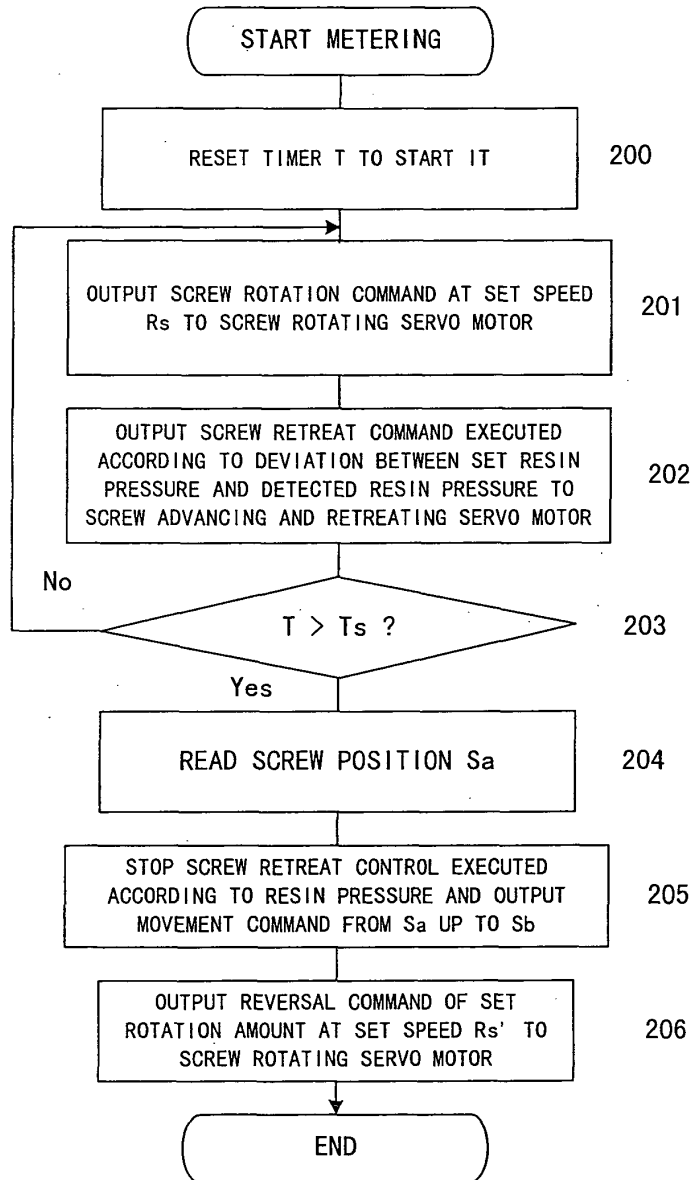 START METERING
RESET TIMER T TO START IT
200
OUTPUT SCREW ROTATION COMMAND AT SET SPEED
Rs TO SCREW ROTATING SERVO MOTOR
201
OUTPUT SCREW RETREAT COMMAND EXECUTED
ACCORDING TO DEVIATION BETWEEN SET RESIN
PRESSURE AND DETECTED RESIN PRESSURE TO
SCREW ADVANCING AND RETREATING SERVO MOTOR
202
No
T > Ts ?
203
Yes
READ SCREW POSITION Sa
204
STOP SCREW RETREAT CONTROL EXECUTED
ACCORDING TO RESIN PRESSURE AND OUTPUT
MOVEMENT COMMAND FROM Sa UP TO Sb
205
OUTPUT REVERSAL COMMAND OF SET
ROTATION AMOUNT AT SET SPEED Rs' TO
SCREW ROTATING SERVO MOTOR
206
END